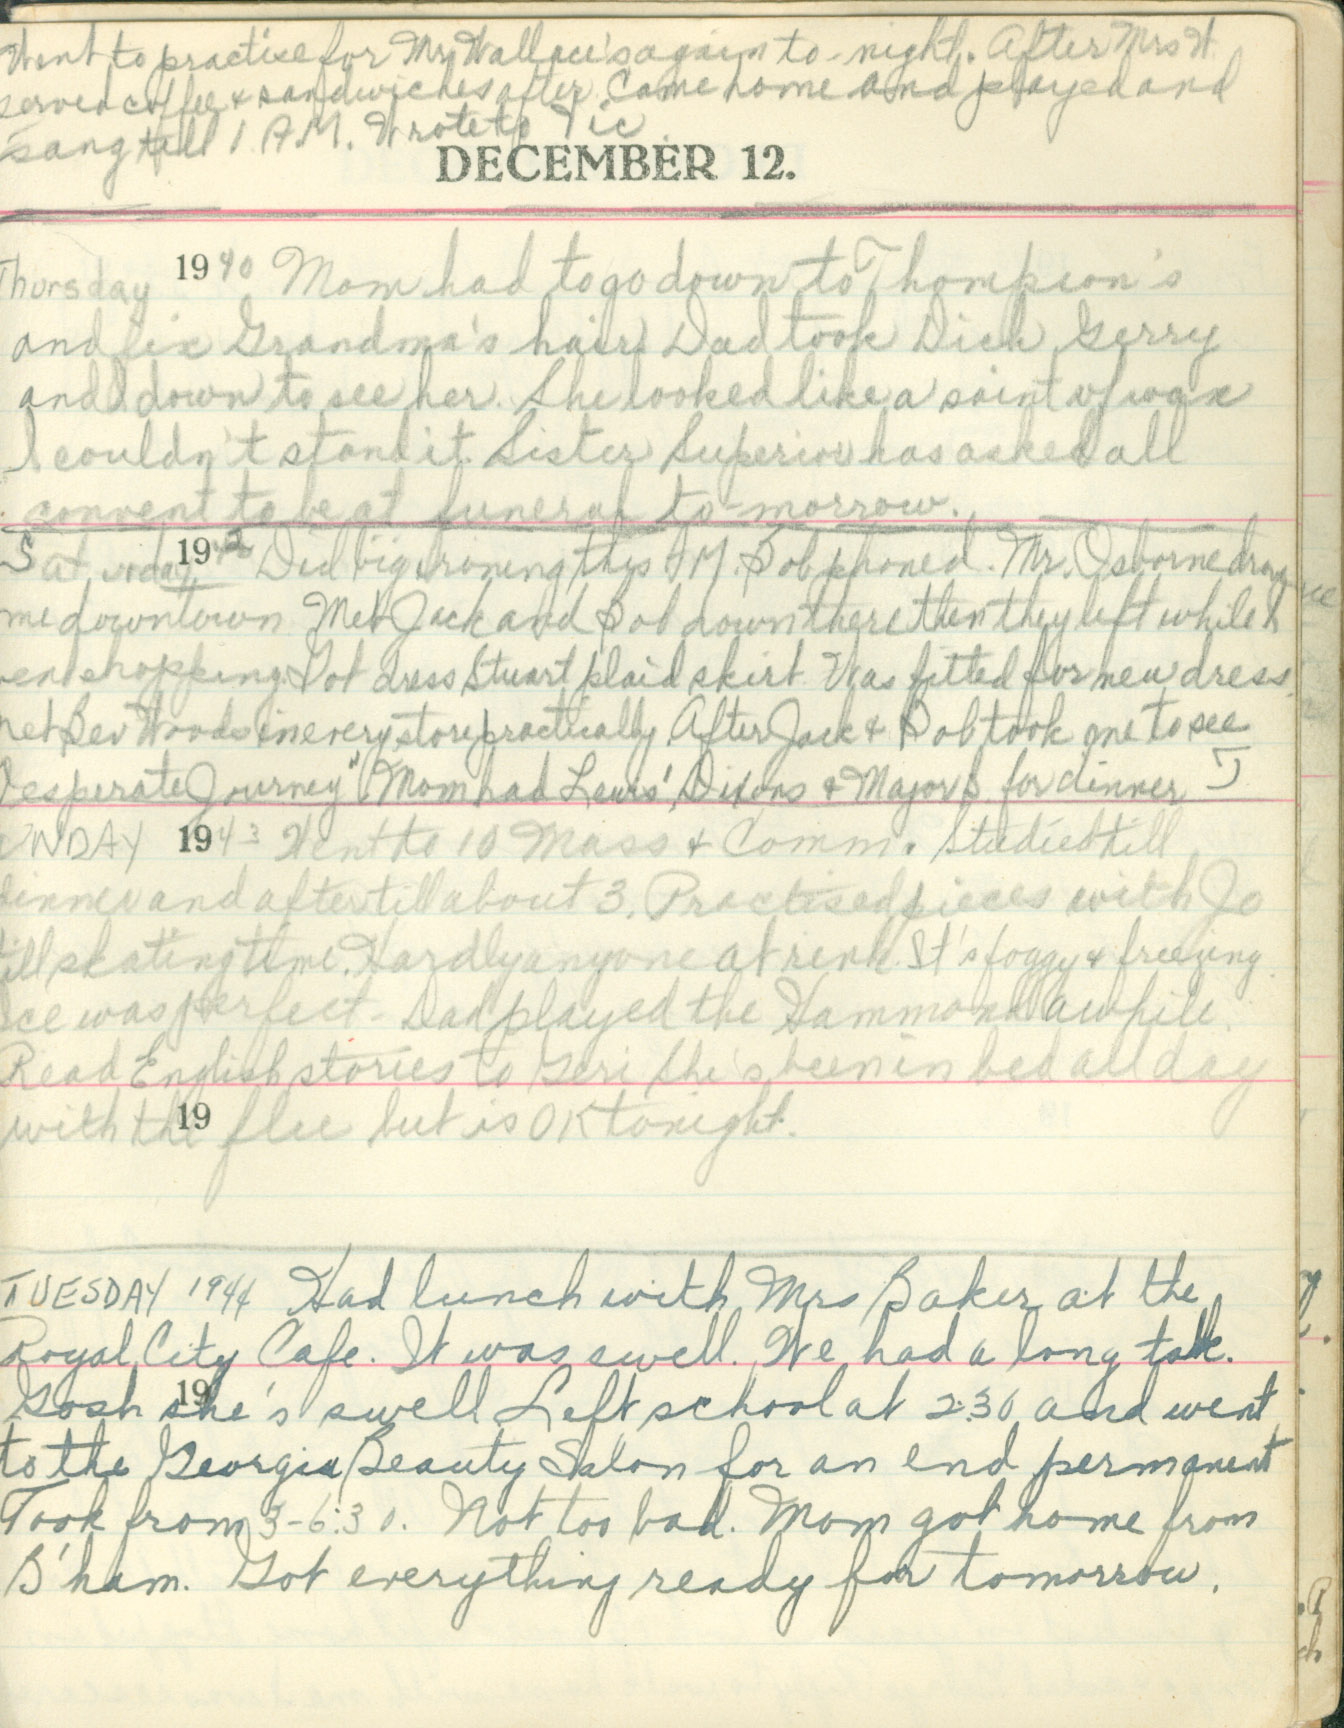 Went to practise for Mr Wallace's again to-night. After Mrs W.
served coffee & sandwiches after. Came home and played and
sang till 1 A.M. Wrote to Vic
DECEMBER 12.
Thursday 1940 Mom had to go down to Thompson's
and fix Grandma's hair. Dad took Dick Gerry
and I down to see her. She looked like a saint of wax
I couldn't stand it. Sister Superior has asked all
convent to be at funeral to-morrow.
Saturday 1942 Did big ironing this A.M. Bob phoned. Mr. Osborne drove
me downtown Met Jack and Bob down there then they left while I
went shopping. Got dress Stuart plaid skirt. Was fitted for new dress.
Met Bev Woods in every store practically. After Jack & Bob took me to see
Desperate Journey" Mom had Lewis' Dixons & Major B. for dinner
SUNDAY 1943 Went to 10 Mass & Comm. Studied till
dinner and after till about 3. Practised pieces with Jo
till skating time. Hardly anyone at rink. It's foggy & freezing
Ice was perfect - Dad played the Hammond awhile.
Read English stories to Geri she's been in bed all day
19
with the flu but is OK tonight.
TUESDAY 1944 Had lunch with Mrs Baker at the
Royal City Cafe. It was swell. We had a long talk.
19
Gosh she's swell Left school at 2:30 and went
to the Georgia Beauty Salon for an end permanent
Took from 3-6:30. Not too bad. Mom got home from
B'ham. Got everything ready for tomorrow.